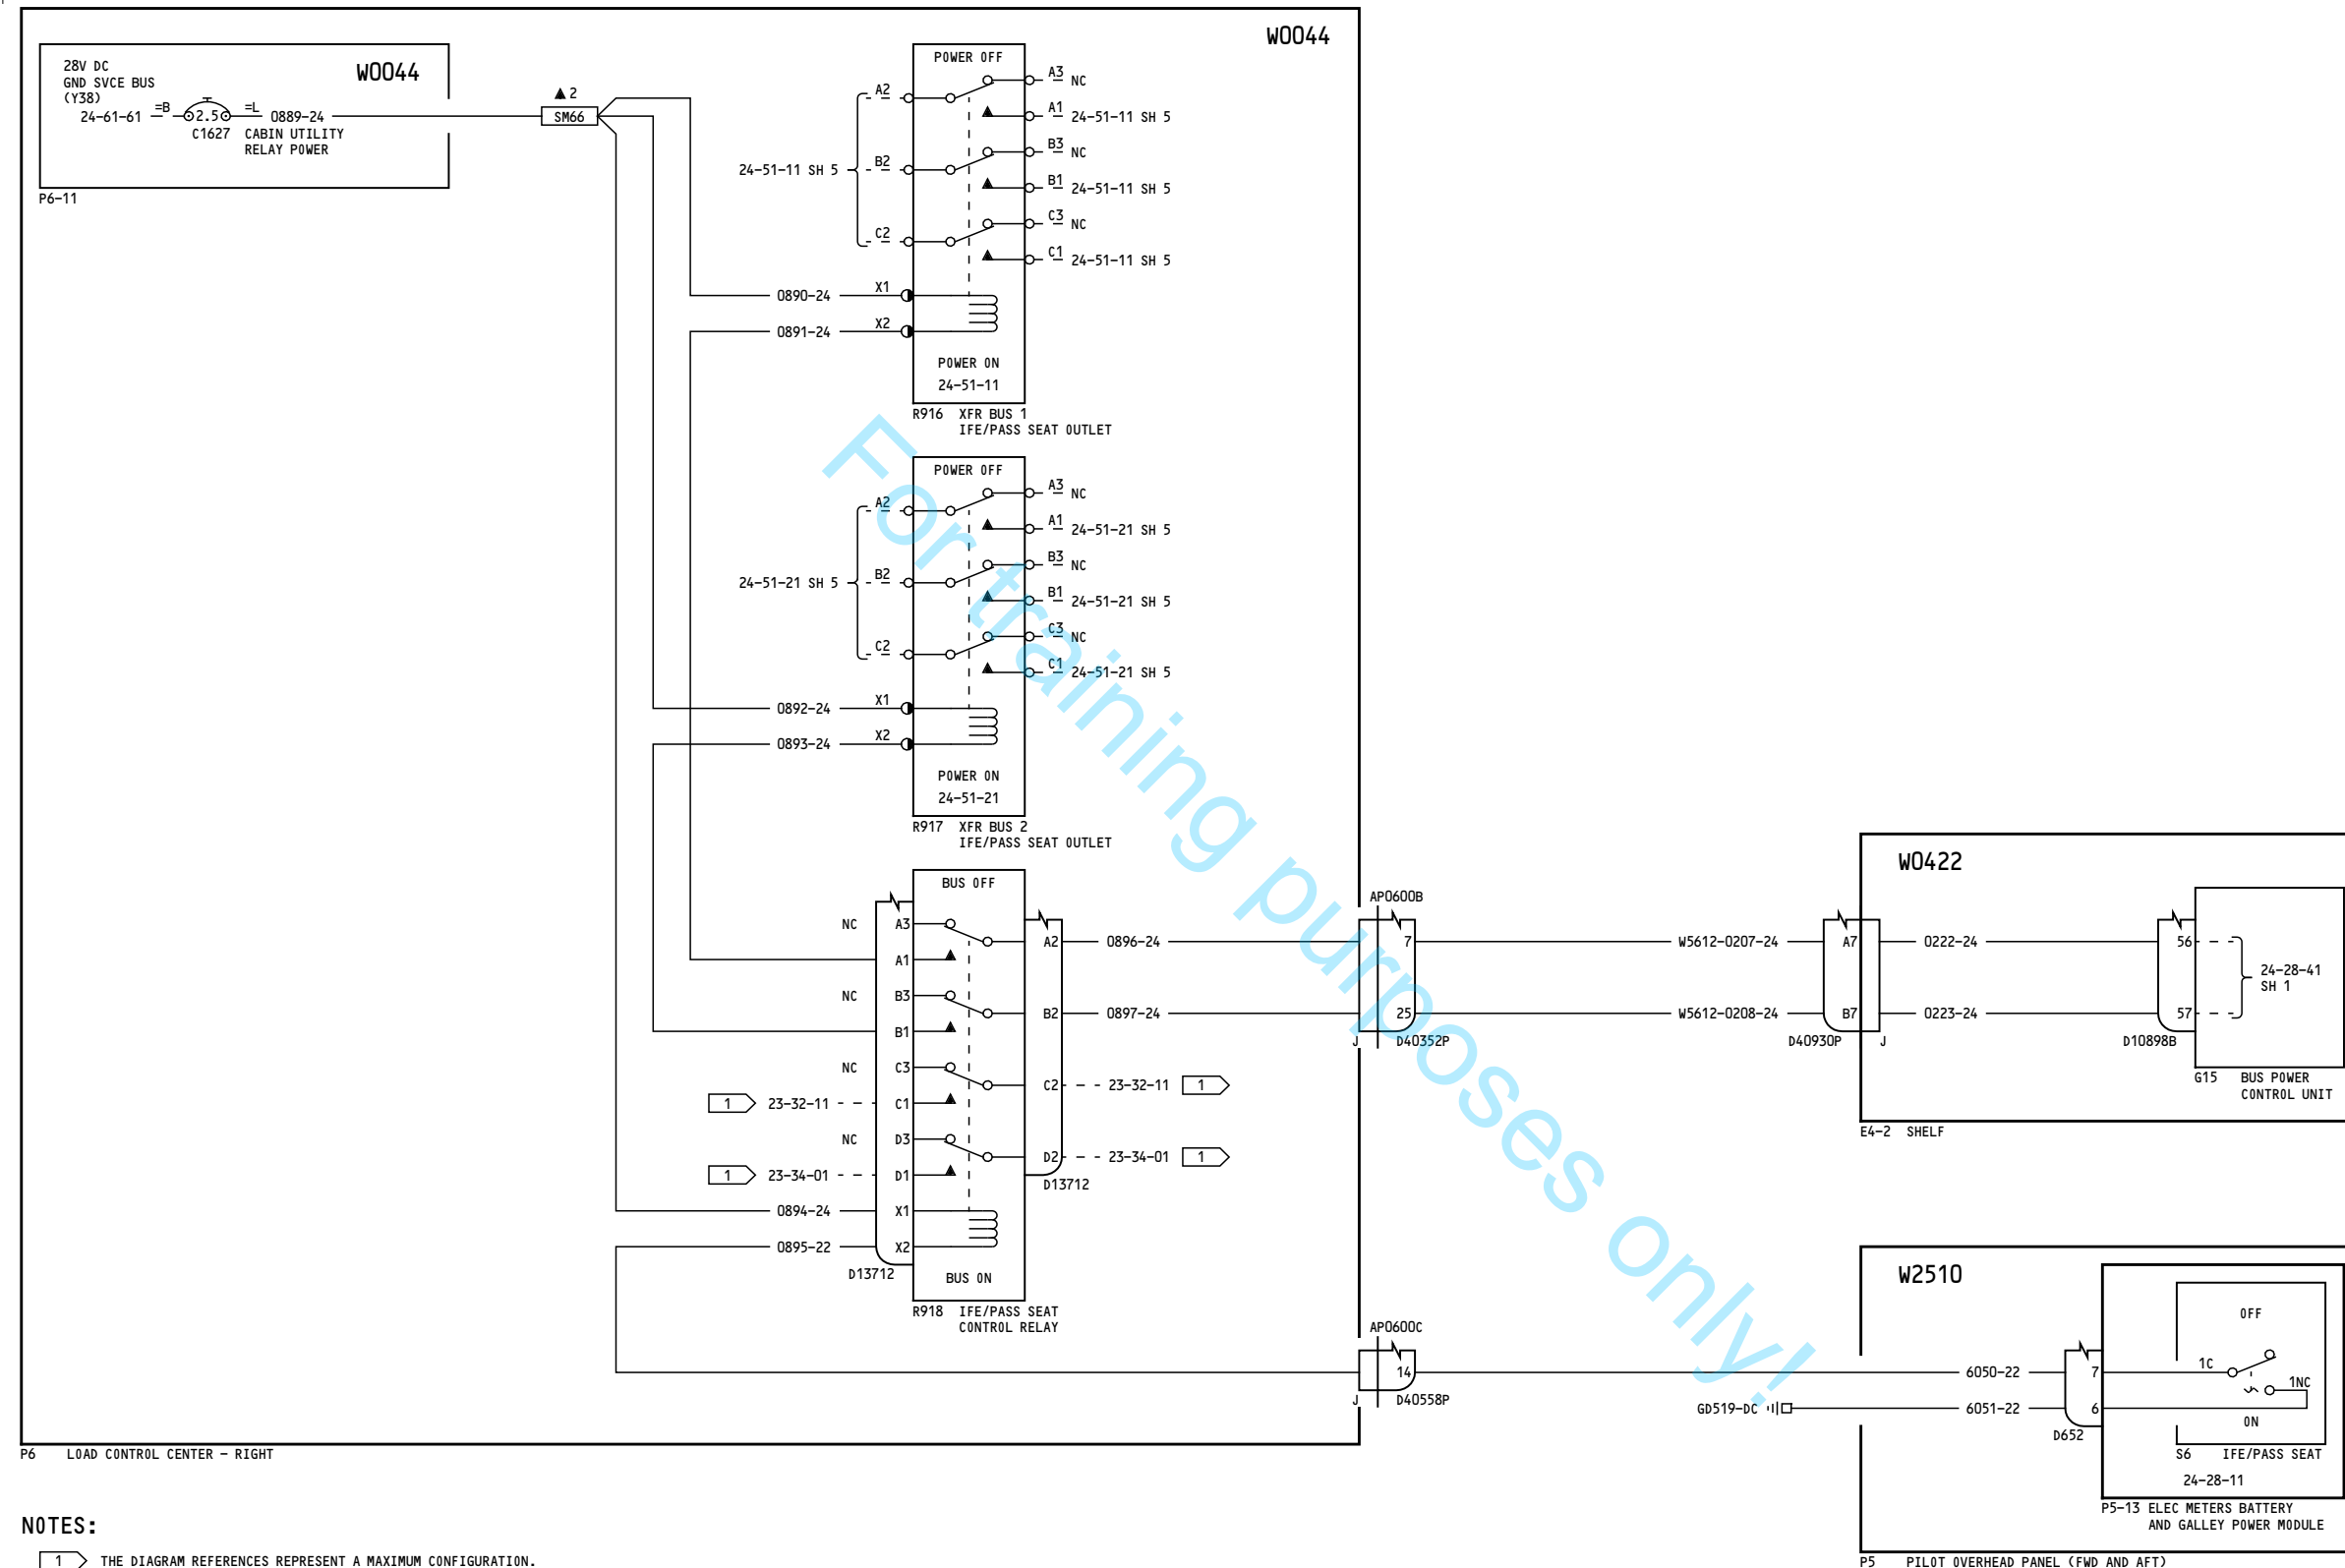 W0044
W0044
28V DC
GND SVCE BUS
(Y38)
24-61-61 =B 2.5 =L 0889-24
C1627 CABIN UTILITY
RELAY POWER
P6-11
▲ 2
SM66
POWER OFF
A2
A3 NC
A1 24-51-11 SH 5
B3 NC
24-51-11 SH 5 B2
B1 24-51-11 SH 5
C3 NC
C2
C1 24-51-11 SH 5
0890-24 X1
0891-24 X2
POWER ON
24-51-11
R916 XFR BUS 1
IFE/PASS SEAT OUTLET
POWER OFF
A2
A3 NC
A1 24-51-21 SH 5
B3 NC
24-51-21 SH 5 B2
B1 24-51-21 SH 5
C3 NC
C2
C1 24-51-21 SH 5
0892-24 X1
0893-24 X2
POWER ON
24-51-21
R917 XFR BUS 2
IFE/PASS SEAT OUTLET
BUS OFF
NC A3
A2 0896-24
A1
NC B3
B2 0897-24
B1
NC C3
C2 23-32-11 1
1 23-32-11 C1
NC D3
D2 23-34-01 1
1 23-34-01 D1
D13712
0894-24 X1
0895-22 X2
D13712
BUS ON
R918 IFE/PASS SEAT
CONTROL RELAY
AP0600B
7 W5612-0207-24 A7 0222-24 56
25 W5612-0208-24 B7 0223-24 57
J D40352P
D40930P J
D10898B
W0422
24-28-41
SH 1
G15 BUS POWER
CONTROL UNIT
E4-2 SHELF
AP0600C
14 6050-22 7
J D40558P
GD519-DC 6051-22 6
D652
W2510
OFF
1C
1NC
ON
S6 IFE/PASS SEAT
24-28-11
P5-13 ELEC METERS BATTERY
AND GALLEY POWER MODULE
P5 PILOT OVERHEAD PANEL (FWD AND AFT)
P6 LOAD CONTROL CENTER - RIGHT
NOTES:
1 THE DIAGRAM REFERENCES REPRESENT A MAXIMUM CONFIGURATION.
For training purposes only!